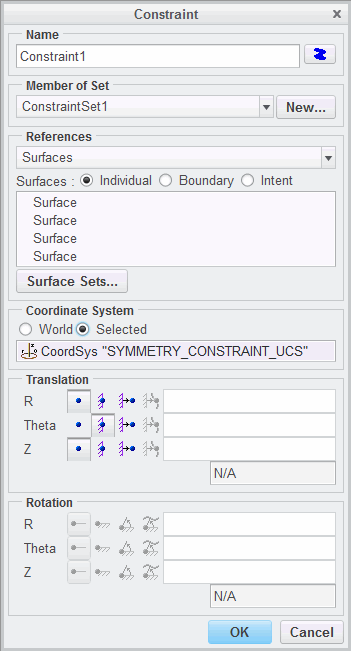 Constraint
Name
Constraint1
Member of Set
ConstraintSet1
New...
References
Surfaces
Surfaces : Individual Boundary Intent
Surface
Surface
Surface
Surface
Surface Sets...
Coordinate System
World Selected
CoordSys "SYMMETRY_CONSTRAINT_UCS"
Translation
R
Theta
Z
N/A
Rotation
R
Theta
Z
N/A
OK Cancel